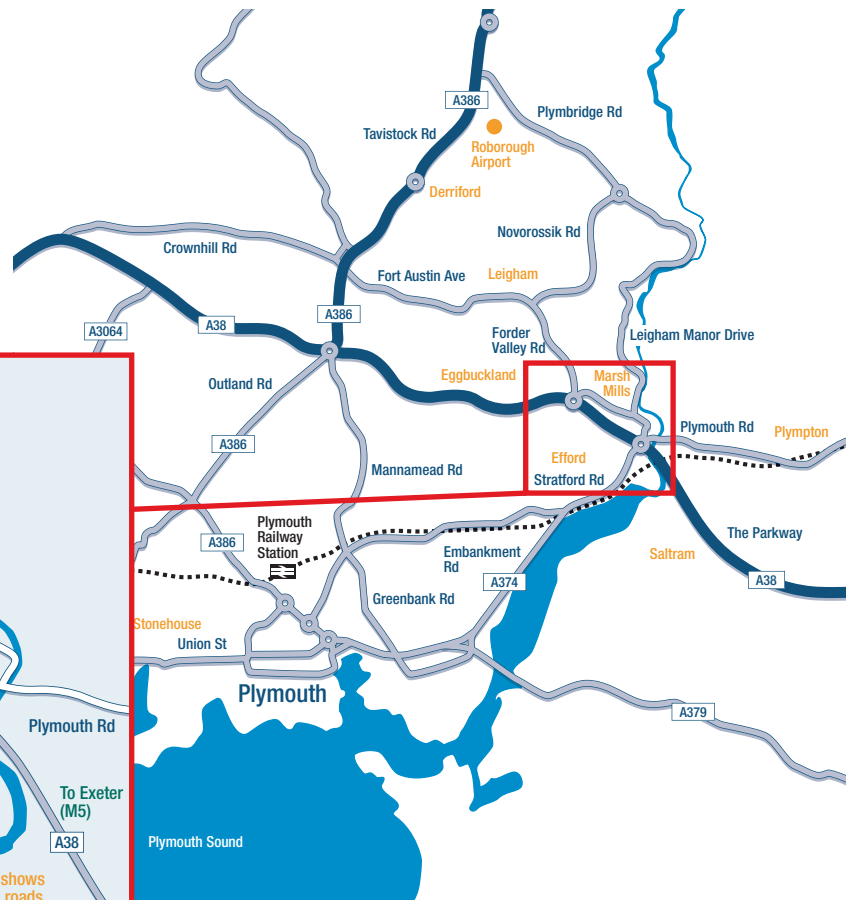 A386
Plymbridge Rd
Tavistock Rd
Roborough
Airport
Derriford
Novorossik Rd
Crownhill Rd
Fort Austin Ave
Leigham
A386
A38
A3064
Forder
Valley Rd
Leigham Manor Drive
Eggbuckland
Marsh
Mills
Outland Rd
Plymouth Rd
Plympton
A386
Mannamead Rd
Efford
Stratford Rd
Plymouth
Railway
Station
A386
The Parkway
Embankment
Rd
Saltram
A374
A38
Greenbank Rd
Stonehouse
Union St
Plymouth
A379
Plymouth Rd
To Exeter
(M5)
A38
Plymouth Sound
shows
roads